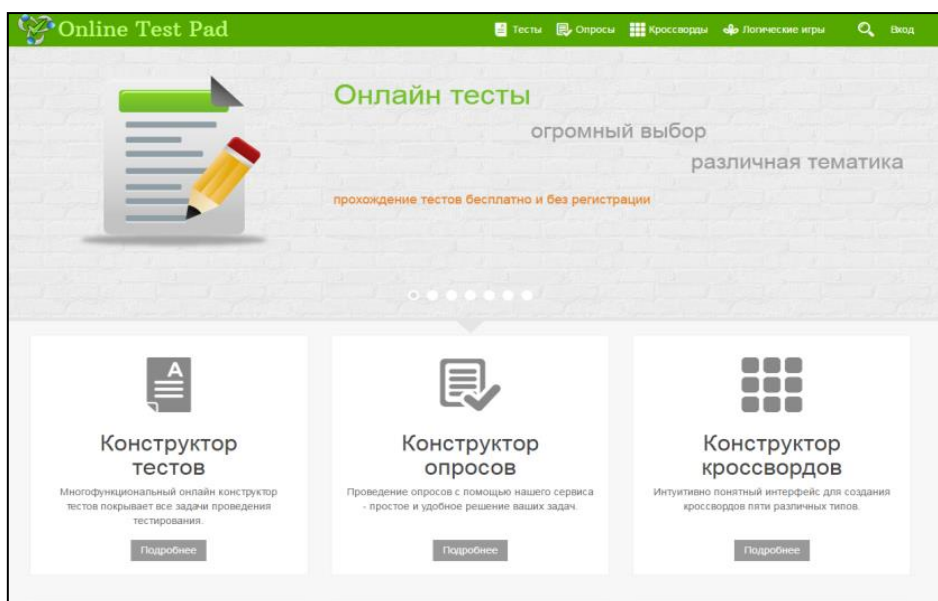 Online Test Pad
Тесты Опросы Кроссворды Логические игры Вход
Онлайн тесты
огромный выбор
различная тематика
прохождение тестов бесплатно и без регистрации
A
Конструктор
тестов
Многофункциональный онлайн конструктор
тестов покрывает все задачи проведения
тестирования.
Подробнее
Конструктор
опросов
Проведение опросов с помощью нашего сервиса
- простое и удобное решение ваших задач.
Подробнее
Конструктор
кроссвордов
Интуитивно понятный интерфейс для создания
кроссвордов пяти различных типов.
Подробнее